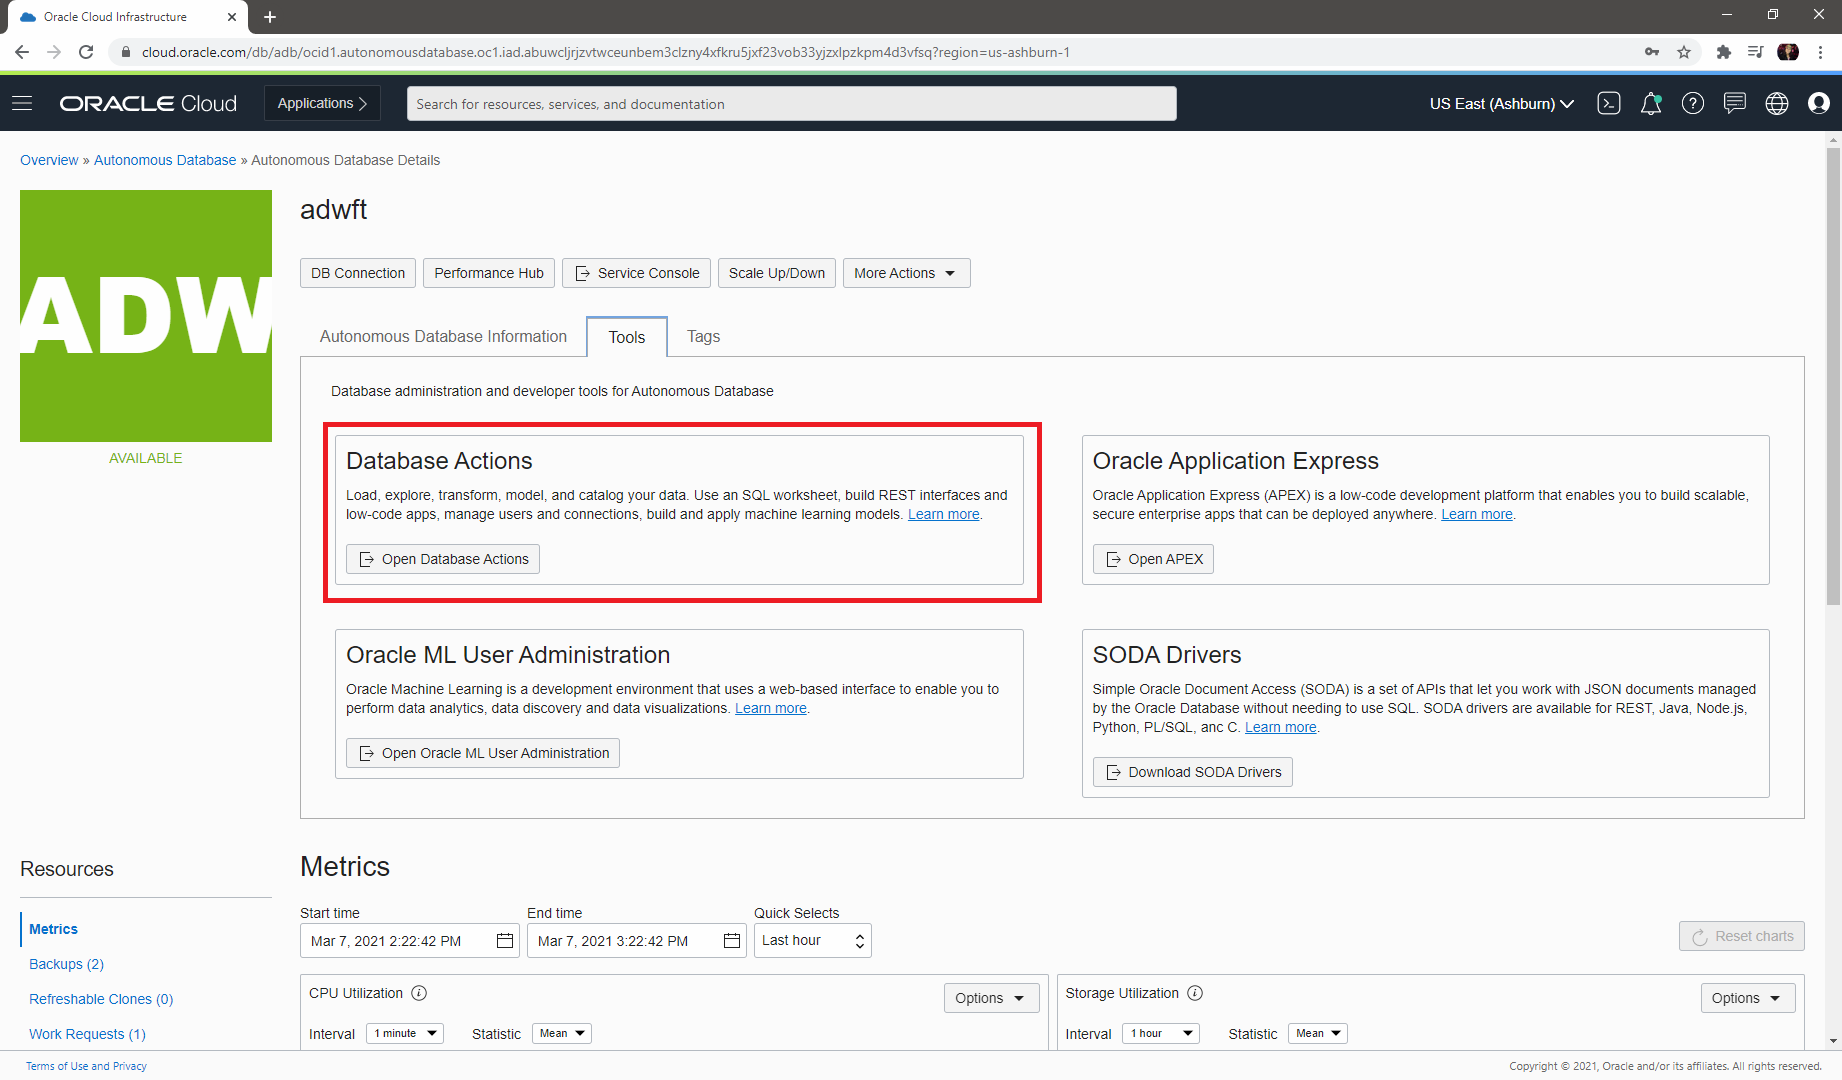 Oracle Cloud Infrastructure
cloud.oracle.com/db/adb/ocid1.autonomousdatabase.oc1.iad.abuwcljrjzvtwceunbem3clzny4xfkru5jxf23vob33yjzxlpzkpm4d3vfsq?region=us-ashburn-1
ORACLE Cloud
Applications
Search for resources, services, and documentation
US East (Ashburn)
Overview » Autonomous Database » Autonomous Database Details
ADW
AVAILABLE
adwft
DB Connection
Performance Hub
Service Console
Scale Up/Down
More Actions
Autonomous Database Information
Tools
Tags
Database administration and developer tools for Autonomous Database
Database Actions
Load, explore, transform, model, and catalog your data. Use an SQL worksheet, build REST interfaces and
low-code apps, manage users and connections, build and apply machine learning models. Learn more.
Open Database Actions
Oracle Application Express
Oracle Application Express (APEX) is a low-code development platform that enables you to build scalable,
secure enterprise apps that can be deployed anywhere. Learn more.
Open APEX
Oracle ML User Administration
Oracle Machine Learning is a development environment that uses a web-based interface to enable you to
perform data analytics, data discovery and data visualizations. Learn more.
Open Oracle ML User Administration
SODA Drivers
Simple Oracle Document Access (SODA) is a set of APIs that let you work with JSON documents managed
by the Oracle Database without needing to use SQL. SODA drivers are available for REST, Java, Node.js,
Python, PL/SQL, anc C. Learn more.
Download SODA Drivers
Resources
Metrics
Backups (2)
Refreshable Clones (0)
Work Requests (1)
Metrics
Start time
Mar 7, 2021 2:22:42 PM
End time
Mar 7, 2021 3:22:42 PM
Quick Selects
Last hour
Reset charts
CPU Utilization
Options
Interval
1 minute
Statistic
Mean
Storage Utilization
Options
Interval
1 hour
Statistic
Mean
Terms of Use and Privacy
Copyright © 2021, Oracle and/or its affiliates. All rights reserved.